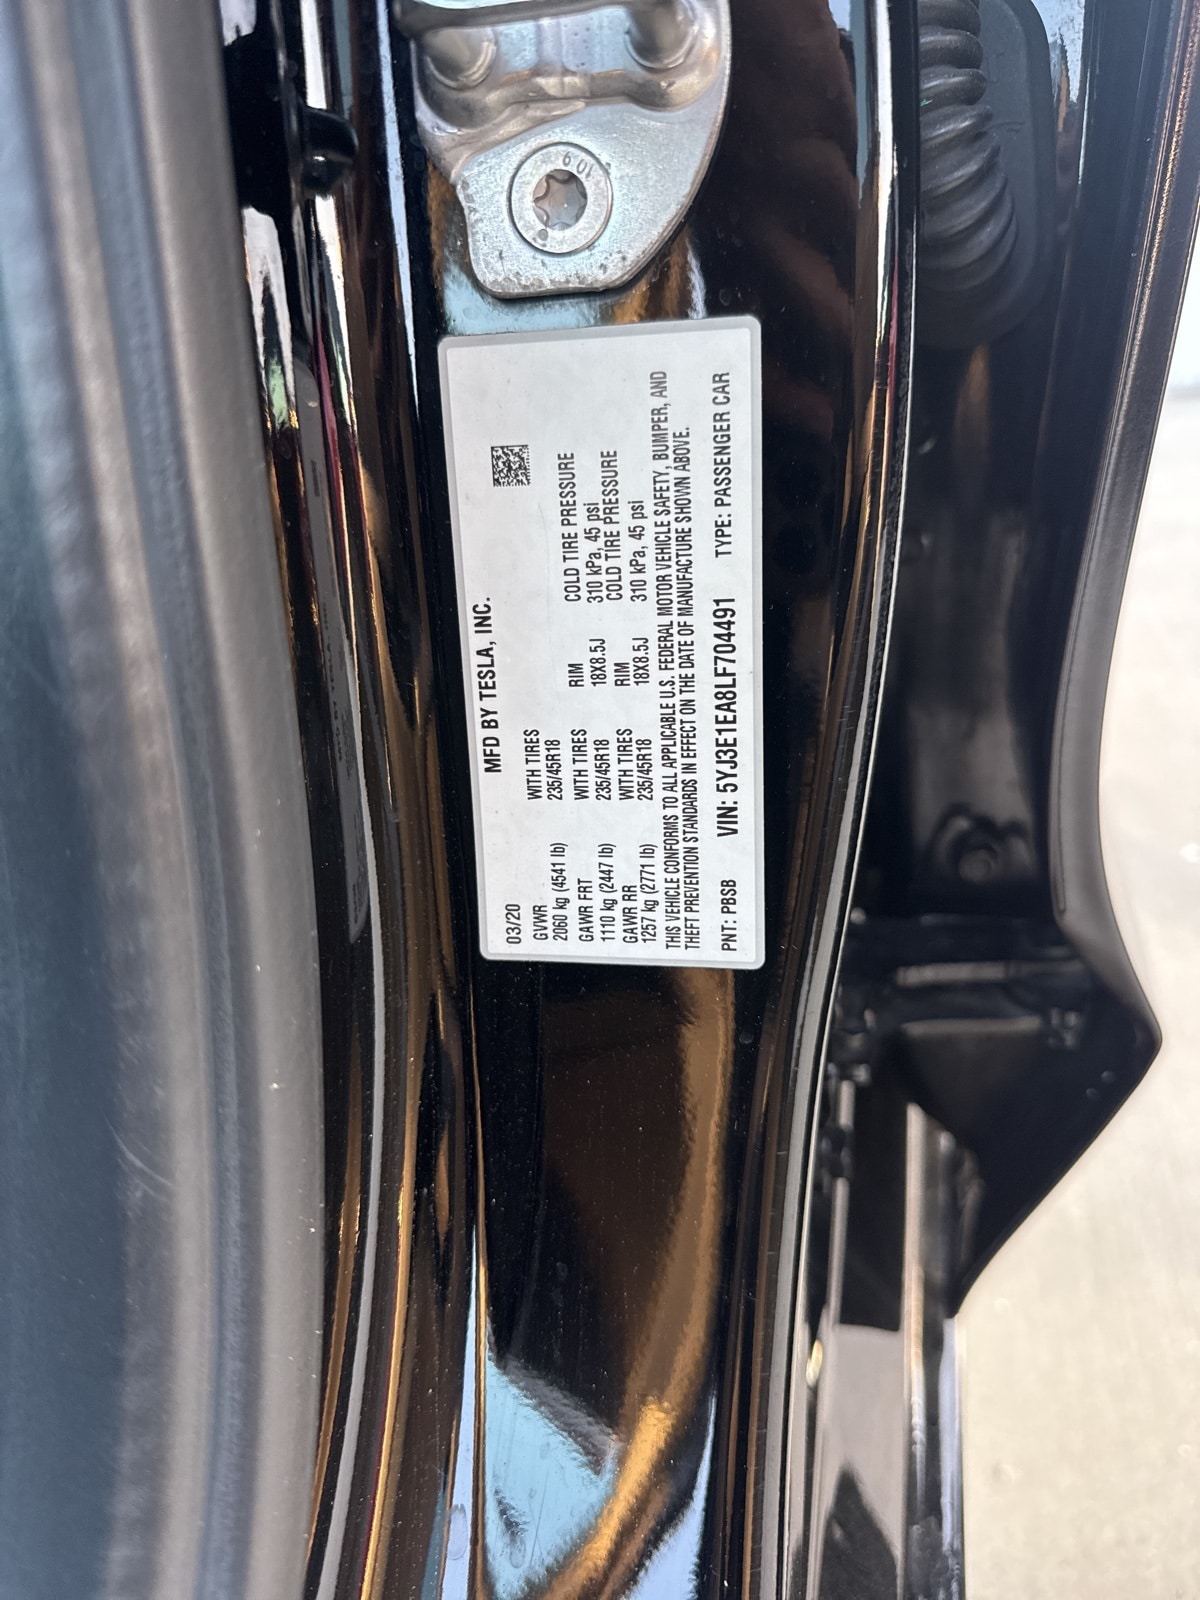 MFD BY TESLA, INC.
03/20
GVWR WITH TIRES
2060 kg (4541 lb) 235/45R18
GAWR FRT WITH TIRES RIM COLD TIRE PRESSURE
1110 kg (2447 lb) 235/45R18 18X8.5J 310 kPa, 45 psi
GAWR RR WITH TIRES RIM COLD TIRE PRESSURE
1257 kg (2771 lb) 235/45R18 18X8.5J 310 kPa, 45 psi
THIS VEHICLE CONFORMS TO ALL APPLICABLE U.S. FEDERAL MOTOR VEHICLE SAFETY, BUMPER, AND
THEFT PREVENTION STANDARDS IN EFFECT ON THE DATE OF MANUFACTURE SHOWN ABOVE.
PNT: PBSB VIN: 5YJ3E1EA8LF704491 TYPE: PASSENGER CAR
10.9